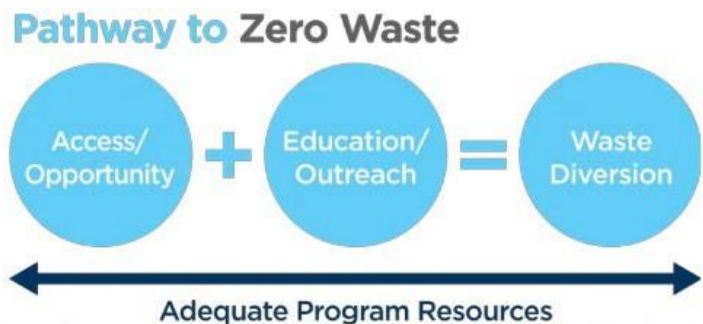 Pathway to Zero Waste
Access/
Opportunity
+
Education/
Outreach
=
Waste
Diversion
Adequate Program Resources